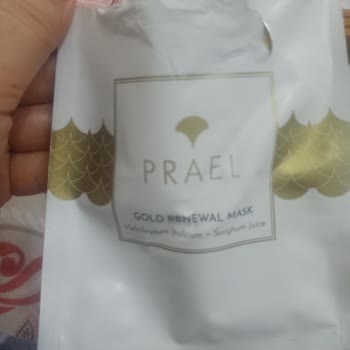 PRAEL
GOLD RENEWAL MASK
Helichrysum Italicum + Sorghum Juice